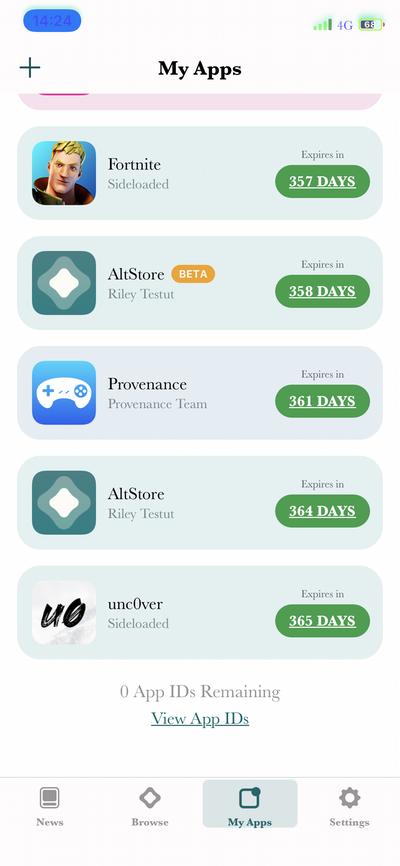 14:24
4G
68
My Apps
Fortnite
Sideloaded
Expires in
357 DAYS
AltStore
BETA
Riley Testut
Expires in
358 DAYS
Provenance
Provenance Team
Expires in
361 DAYS
AltStore
Riley Testut
Expires in
364 DAYS
u0
unc0ver
Sideloaded
Expires in
365 DAYS
0 App IDs Remaining
View App IDs
News
Browse
My Apps
Settings